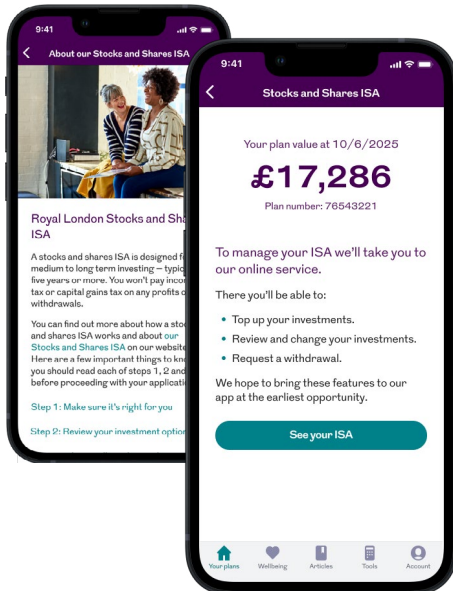 9:41
About our Stocks and Shares ISA
Royal London Stocks and
ISA
A stocks and shares ISA is designed
medium to long term investing –
five years or more. You won't pay
tax or capital gains tax on any profits
withdrawals.
You can find out more about how a
and shares ISA works and about our
Stocks and Shares ISA on our website
Here are a few important things to
you should read each of steps 1, 2 and
before proceeding with your
Step 1: Make sure it's right for you
Step 2: Review your investment
9:41
Stocks and Shares ISA
Your plan value at 10/6/2025
£17,286
Plan number: 76543221
To manage your ISA we'll take you to
our online service.
There you'll be able to:
• Top up your investments.
• Review and change your investments.
• Request a withdrawal.
We hope to bring these features to our
app at the earliest opportunity.
See your ISA
Your plans
Wellbeing
Articles
Tools
Account